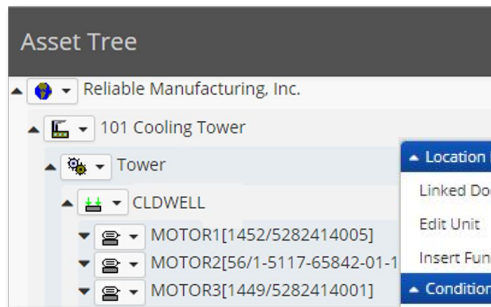 Asset Tree
Reliable Manufacturing, Inc.
101 Cooling Tower
Tower
Location
CLDWELL
Linked Do
Edit Unit
MOTOR1[1452/5282414005]
Insert Fun
MOTOR2[56/1-5117-65842-01-1
MOTOR3[1449/5282414001]
Condition